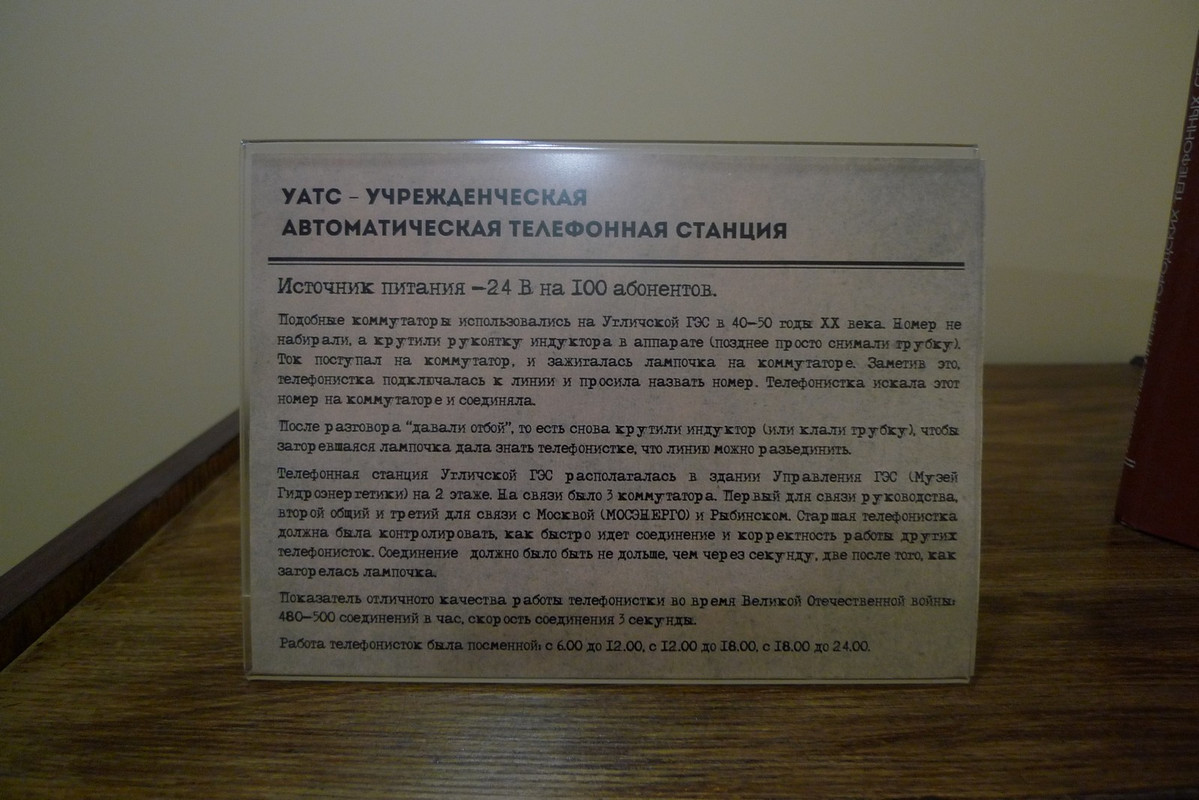 УАТС – УЧРЕЖДЕНЧЕСКАЯ
АВТОМАТИЧЕСКАЯ ТЕЛЕФОННАЯ СТАНЦИЯ
Источник питания —24 В на 100 абонентов.
Подобные коммутаторы использовались на Угличской ГЭС в 40—50 годы XX века. Номер не
набирали, а крутили рукоятку индуктора в аппарате (позднее просто снимали трубку).
Ток поступал на коммутатор, и зажигалась лампочка на коммутаторе. Заметив это,
телефонистка подключалась к линии и просила назвать номер. Телефонистка искала этот
номер на коммутаторе и соединяла.
После разговора "давали отбой", то есть снова крутили индуктор (или клали трубку), чтобы
загоревшаяся лампочка дала знать телефонистке, что линию можно разьединить.
Телефонная станция Угличской ГЭС располагалась в здании Управления ГЭС (Музей
Гидроэнергетики) на 2 этаже. На связи было 3 коммутатора. Первый для связи руководства,
второй общий и третий для связи с Москвой (МОСЭНЕРГО) и Рыбинском. Старшая телефонистка
должна была контролировать, как быстро идет соединение и корректность работы других
телефонисток. Соединение должно было быть не дольше, чем через секунду, две после того, как
загорелась лампочка.
Показатель отличного качества работы телефонистки во время Великой Отечественной войны:
480—500 соединений в час, скорость соединения 3 секунды.
Работа телефонисток была посменной: с 6.00 до 12.00, с 12.00 до 18.00, с 18.00 до 24.00.
ГОРОДСКИХ ТЕЛЕФОННЫХ